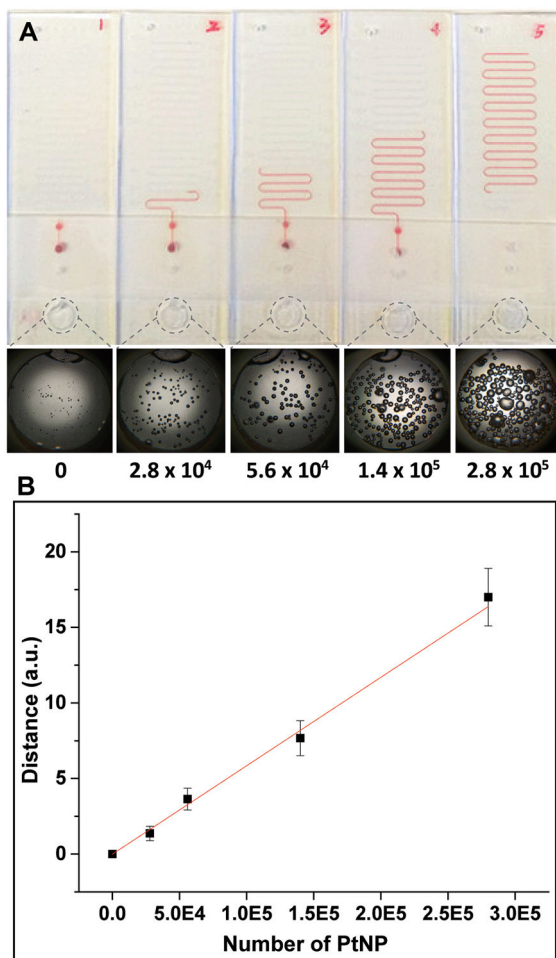 A
1 2 3 4 5
0 2.8 x 10⁴ 5.6 x 10⁴ 1.4 x 10⁵ 2.8 x 10⁵
B
20
15
10
5
0
Distance (a.u.)
0.0 5.0E4 1.0E5 1.5E5 2.0E5 2.5E5 3.0E5
Number of PtNP